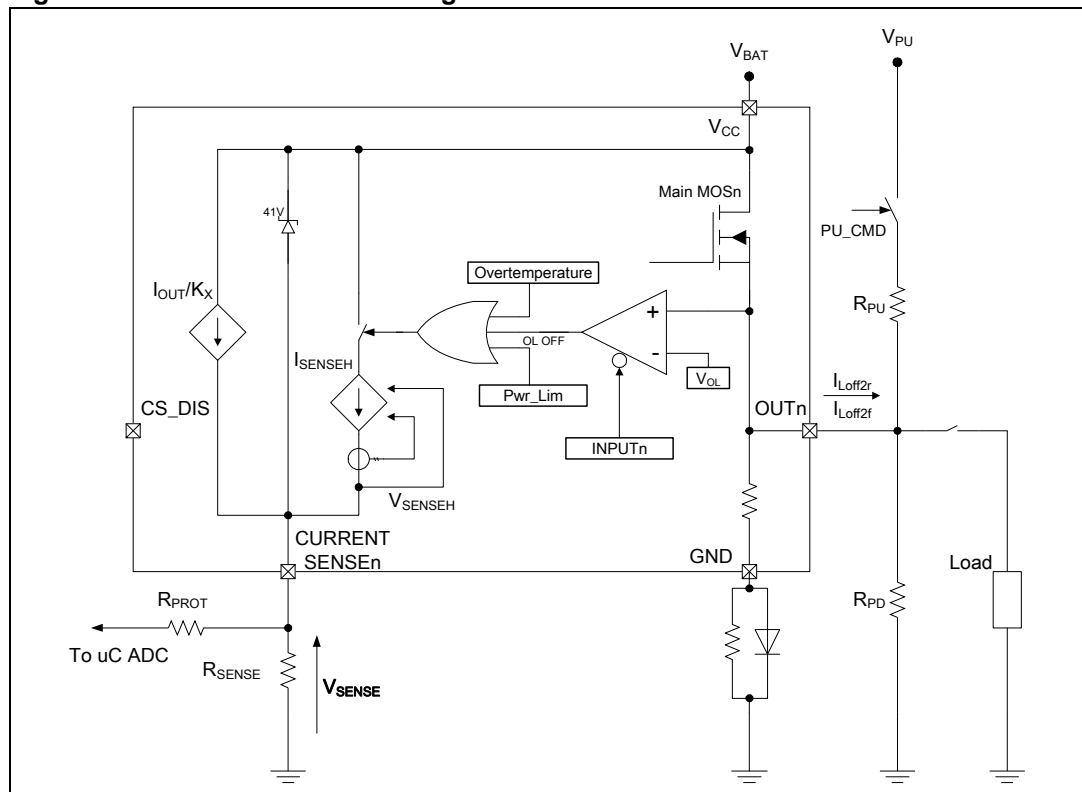 V_BAT
V_PU
V_CC
Main MOSn
41V
PU_CMD
Overtemperature
I_OUT/K_X
R_PU
+
OL OFF
-
V_OL
I_SENSEH
Pwr_Lim
I_Loff2r
CS_DIS
OUTn
I_Loff2f
INPUTn
V_SENSEH
CURRENT
SENSEn
GND
Load
R_PROT
R_PD
To uC ADC
R_SENSE
V_SENSE